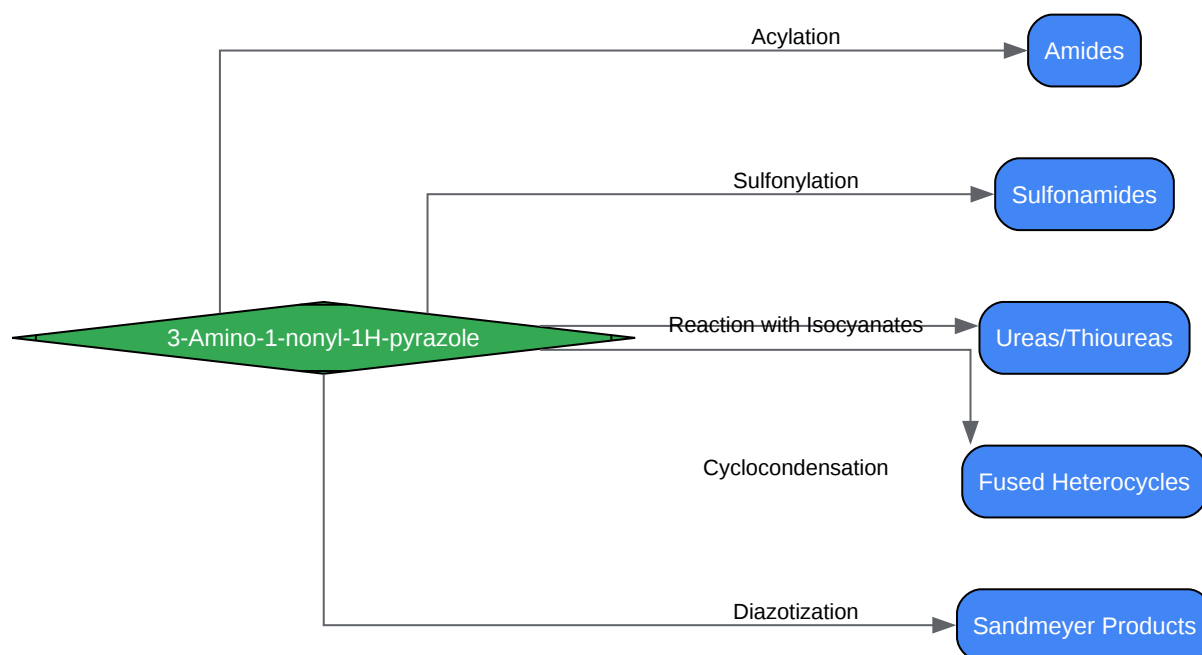 Acylation
Amides
Sulfonylation
Sulfonamides
3-Amino-1-nonyl-1H-pyrazole
Reaction with Isocyanates
Ureas/Thioureas
Cyclocondensation
Fused Heterocycles
Diazotization
Sandmeyer Products